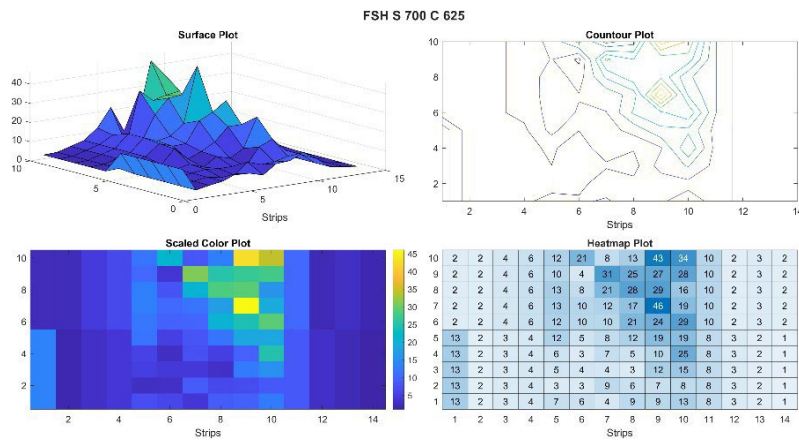 FSH S 700 C 625
Surface Plot
40
30
20
10
0
10
5
0
0
5
10
15
Strips
Countour Plot
10
8
6
4
2
2 4 6 8 10 12 14
Strips
Scaled Color Plot
10
8
6
4
2
2 4 6 8 10 12 14
Strips
45
40
35
30
25
20
15
10
5
Heatmap Plot
10 2 2 4 6 12 21 8 13 43 34 10 2 3 2
9 2 2 4 6 10 4 31 25 27 28 10 2 3 2
8 2 2 4 6 13 8 21 28 29 16 10 2 3 2
7 2 2 4 6 13 10 12 17 46 19 10 2 3 2
6 2 2 4 6 12 10 10 21 24 29 10 2 3 2
5 13 2 3 4 12 5 8 12 19 19 8 3 2 1
4 13 2 3 4 13 3 7 5 10 25 8 3 2 1
3 13 2 3 4 5 4 4 3 12 15 8 3 2 1
2 13 2 3 4 3 3 9 6 7 8 8 3 2 1
1 13 2 3 4 7 6 4 9 9 13 8 3 2 1
1 2 3 4 5 6 7 8 9 10 11 12 13 14
Strips